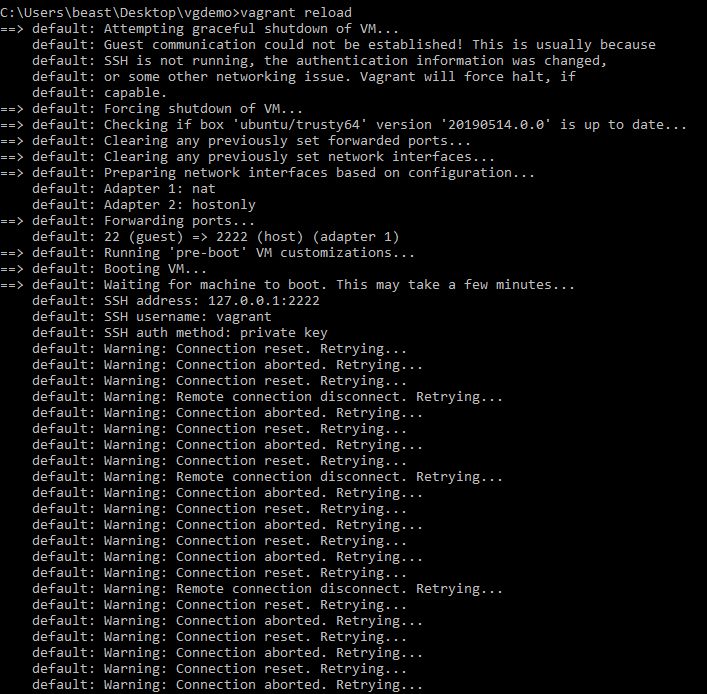 C:\Users\beast\Desktop\vgdemo>vagrant reload
==> default: Attempting graceful shutdown of VM...
    default: Guest communication could not be established! This is usually because
    default: SSH is not running, the authentication information was changed,
    default: or some other networking issue. Vagrant will force halt, if
    default: capable.
==> default: Forcing shutdown of VM...
==> default: Checking if box 'ubuntu/trusty64' version '20190514.0.0' is up to date...
==> default: Clearing any previously set forwarded ports...
==> default: Clearing any previously set network interfaces...
==> default: Preparing network interfaces based on configuration...
    default: Adapter 1: nat
    default: Adapter 2: hostonly
==> default: Forwarding ports...
    default: 22 (guest) => 2222 (host) (adapter 1)
==> default: Running 'pre-boot' VM customizations...
==> default: Booting VM...
==> default: Waiting for machine to boot. This may take a few minutes...
    default: SSH address: 127.0.0.1:2222
    default: SSH username: vagrant
    default: SSH auth method: private key
    default: Warning: Connection reset. Retrying...
    default: Warning: Connection aborted. Retrying...
    default: Warning: Connection reset. Retrying...
    default: Warning: Remote connection disconnect. Retrying...
    default: Warning: Connection aborted. Retrying...
    default: Warning: Connection reset. Retrying...
    default: Warning: Connection aborted. Retrying...
    default: Warning: Connection reset. Retrying...
    default: Warning: Remote connection disconnect. Retrying...
    default: Warning: Connection aborted. Retrying...
    default: Warning: Connection reset. Retrying...
    default: Warning: Connection aborted. Retrying...
    default: Warning: Connection reset. Retrying...
    default: Warning: Connection aborted. Retrying...
    default: Warning: Connection reset. Retrying...
    default: Warning: Remote connection disconnect. Retrying...
    default: Warning: Connection reset. Retrying...
    default: Warning: Connection aborted. Retrying...
    default: Warning: Connection reset. Retrying...
    default: Warning: Connection aborted. Retrying...
    default: Warning: Connection reset. Retrying...
    default: Warning: Connection aborted. Retrying...